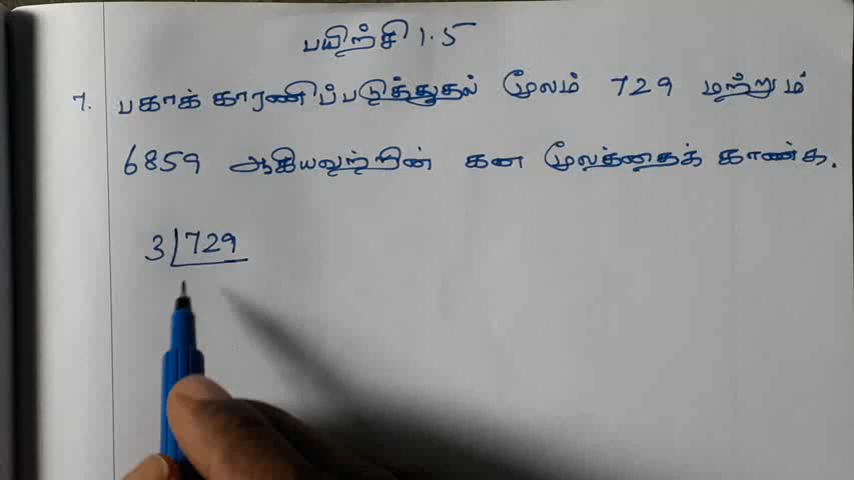 பயிற்சி 1.5
7. பகாக் காரணிப்படுத்துதல் மூலம் 729 மற்றும்
6859 ஆகியவற்றின் கன மூலத்தைக் காண்க.
3 | 729